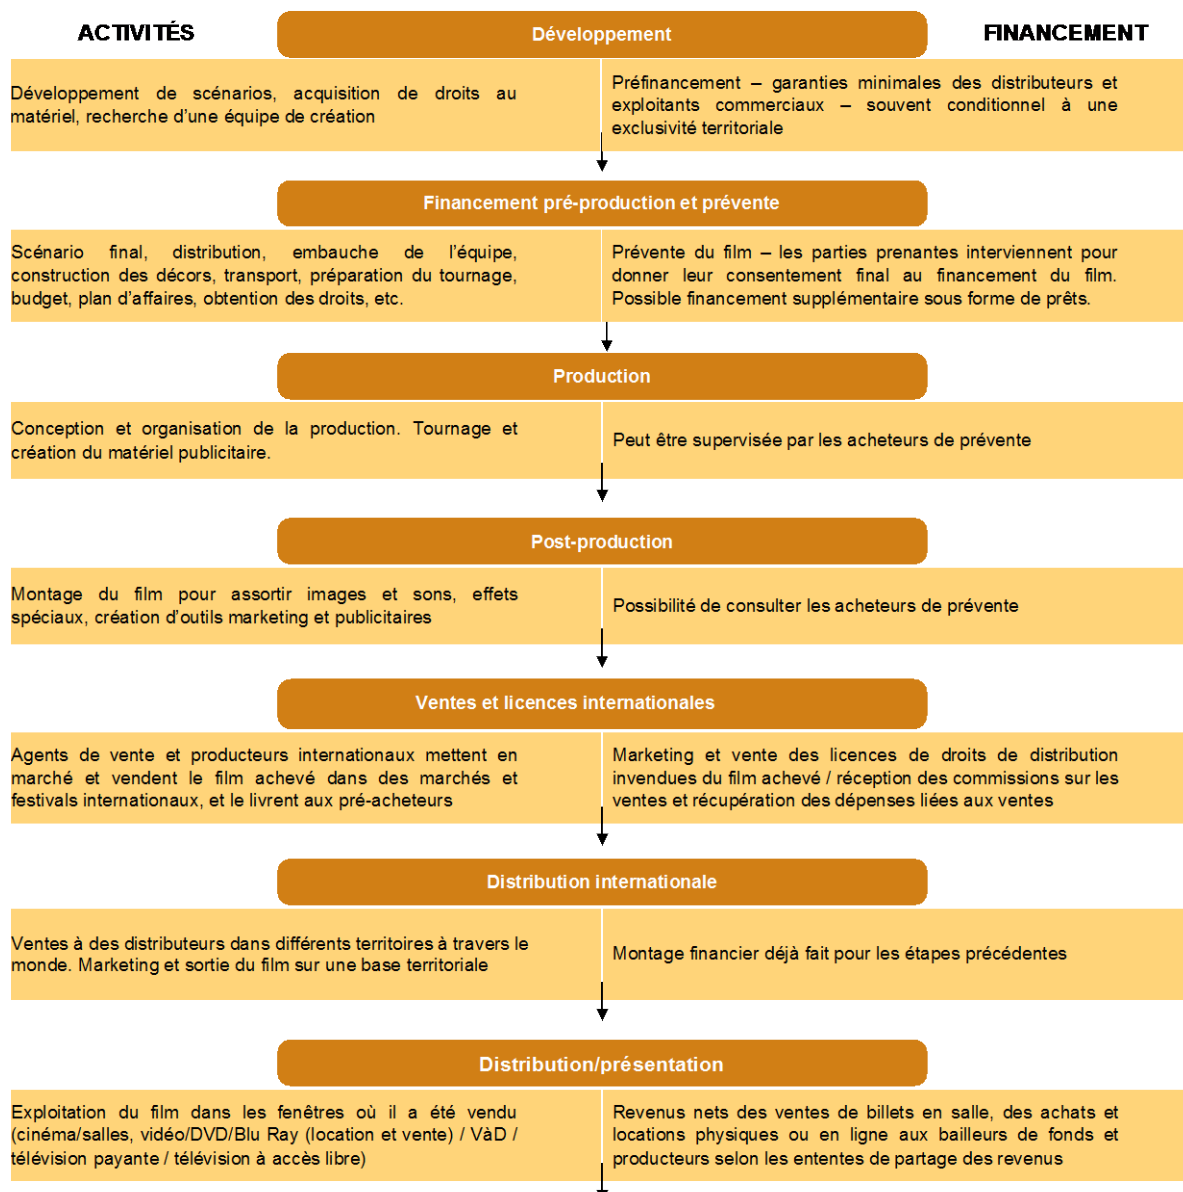 ACTIVITÉS
Développement
FINANCEMENT
Développement de scénarios, acquisition de droits au
matériel, recherche d’une équipe de création
Préfinancement – garanties minimales des distributeurs et
exploitants commerciaux – souvent conditionnel à une
exclusivité territoriale
Financement pré-production et prévente
Scénario final, distribution, embauche de l’équipe,
construction des décors, transport, préparation du tournage,
budget, plan d’affaires, obtention des droits, etc.
Prévente du film – les parties prenantes interviennent pour
donner leur consentement final au financement du film.
Possible financement supplémentaire sous forme de prêts.
Production
Conception et organisation de la production. Tournage et
création du matériel publicitaire.
Peut être supervisée par les acheteurs de prévente
Post-production
Montage du film pour assortir images et sons, effets
spéciaux, création d’outils marketing et publicitaires
Possibilité de consulter les acheteurs de prévente
Ventes et licences internationales
Agents de vente et producteurs internationaux mettent en
marché et vendent le film achevé dans des marchés et
festivals internationaux, et le livrent aux pré-acheteurs
Marketing et vente des licences de droits de distribution
invendues du film achevé / réception des commissions sur les
ventes et récupération des dépenses liées aux ventes
Distribution internationale
Ventes à des distributeurs dans différents territoires à travers le
monde. Marketing et sortie du film sur une base territoriale
Montage financier déjà fait pour les étapes précédentes
Distribution/présentation
Exploitation du film dans les fenêtres où il a été vendu
(cinéma/salles, vidéo/DVD/Blu Ray (location et vente) / VàD /
télévision payante / télévision à accès libre)
Revenus nets des ventes de billets en salle, des achats et
locations physiques ou en ligne aux bailleurs de fonds et
producteurs selon les ententes de partage des revenus